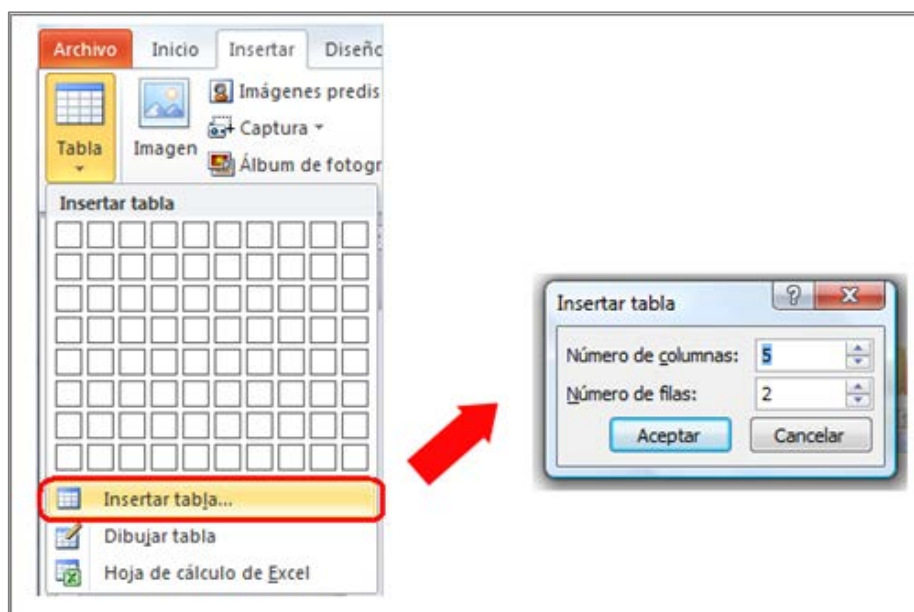 Archivo Inicio Insertar Diseño
Imágenes predis
Captura
Tabla Imagen Álbum de fotogr
Insertar tabla
Insertar tabla...
Dibujar tabla
Hoja de cálculo de Excel
Insertar tabla
?
Número de columnas: 5
Número de filas: 2
Aceptar Cancelar